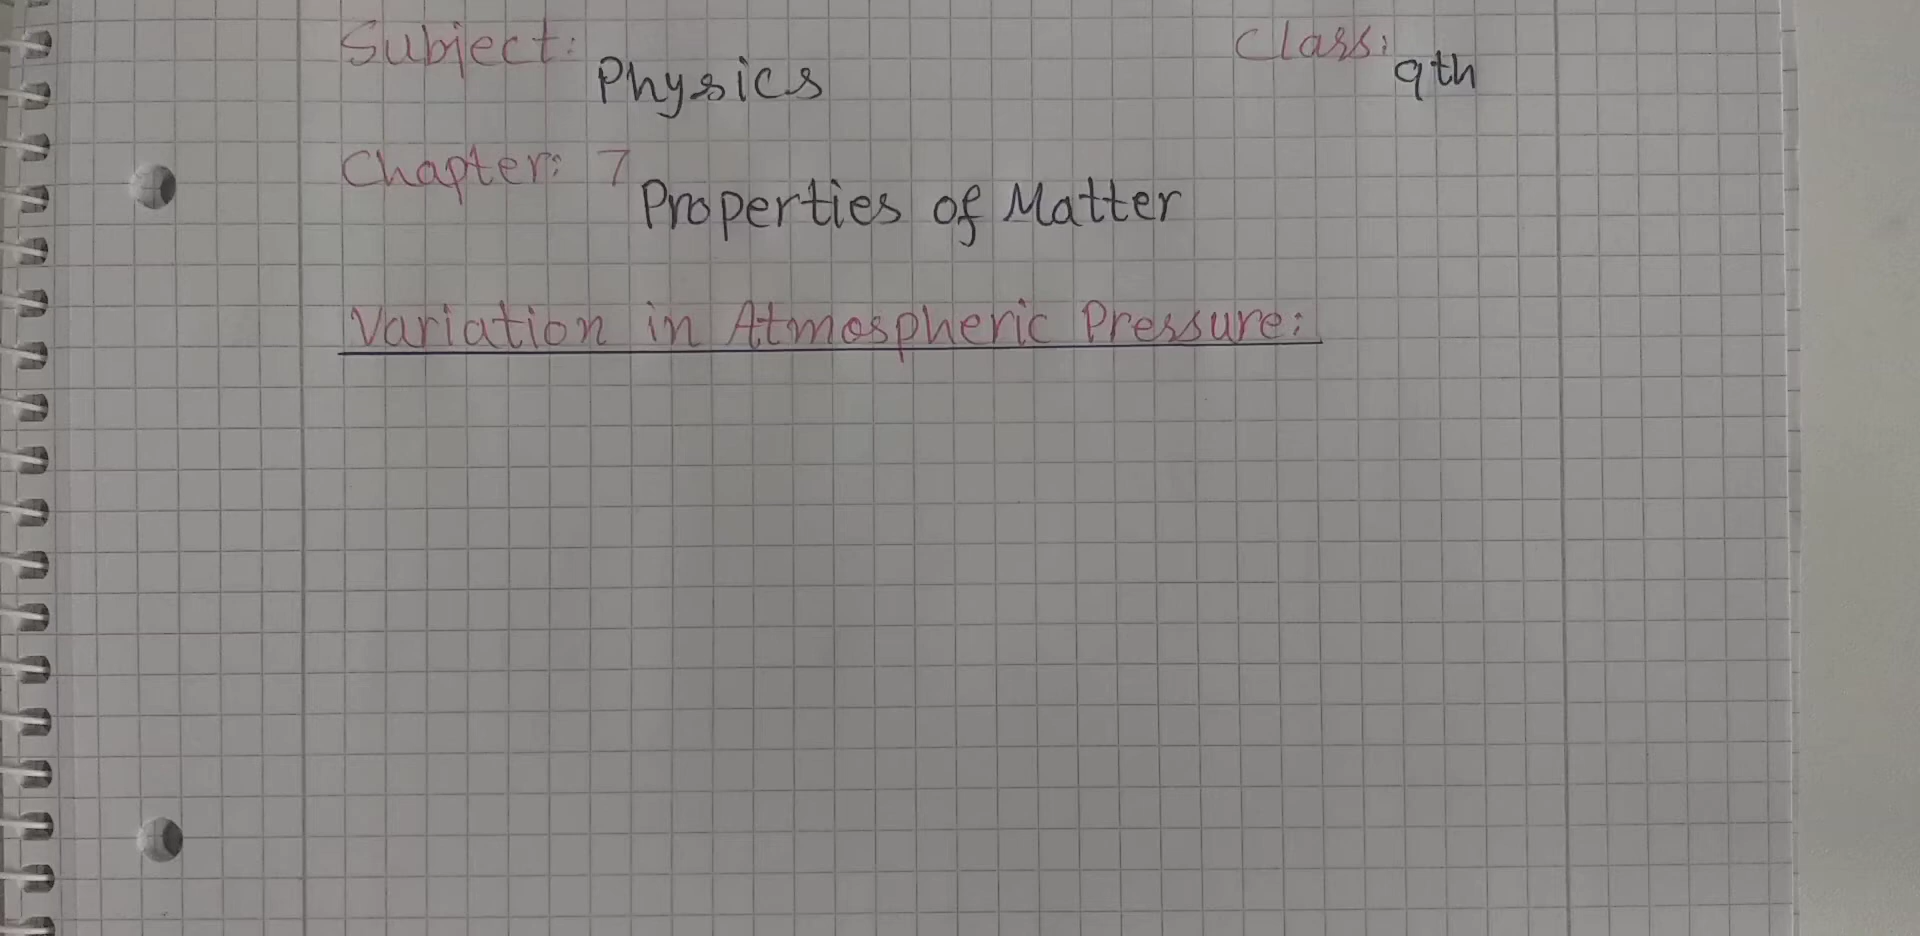 Subject: Physics Class: 9th
Chapter: 7 Properties of Matter
Variation in Atmospheric Pressure: